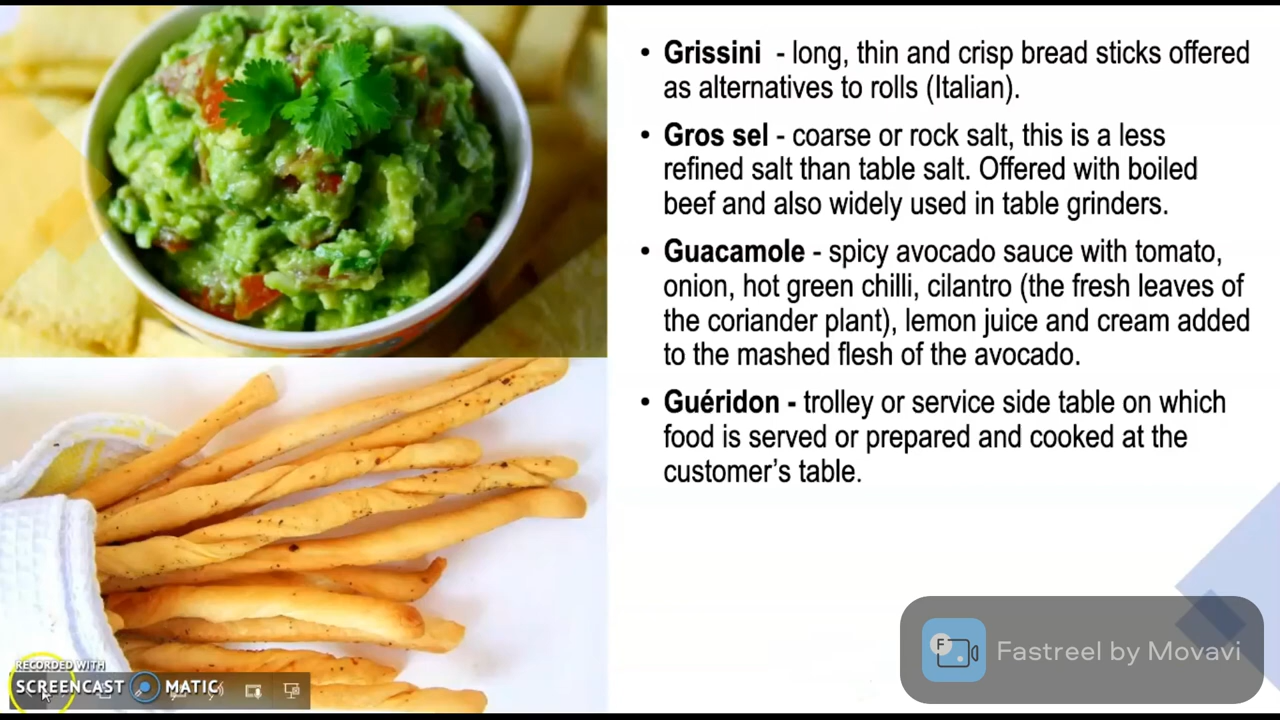 • Grissini - long, thin and crisp bread sticks offered
as alternatives to rolls (Italian).
• Gros sel - coarse or rock salt, this is a less
refined salt than table salt. Offered with boiled
beef and also widely used in table grinders.
• Guacamole - spicy avocado sauce with tomato,
onion, hot green chilli, cilantro (the fresh leaves of
the coriander plant), lemon juice and cream added
to the mashed flesh of the avocado.
• Guéridon - trolley or service side table on which
food is served or prepared and cooked at the
customer’s table.
F
Fastreel by Movavi
RECORDED WITH
SCREENCAST MATIC